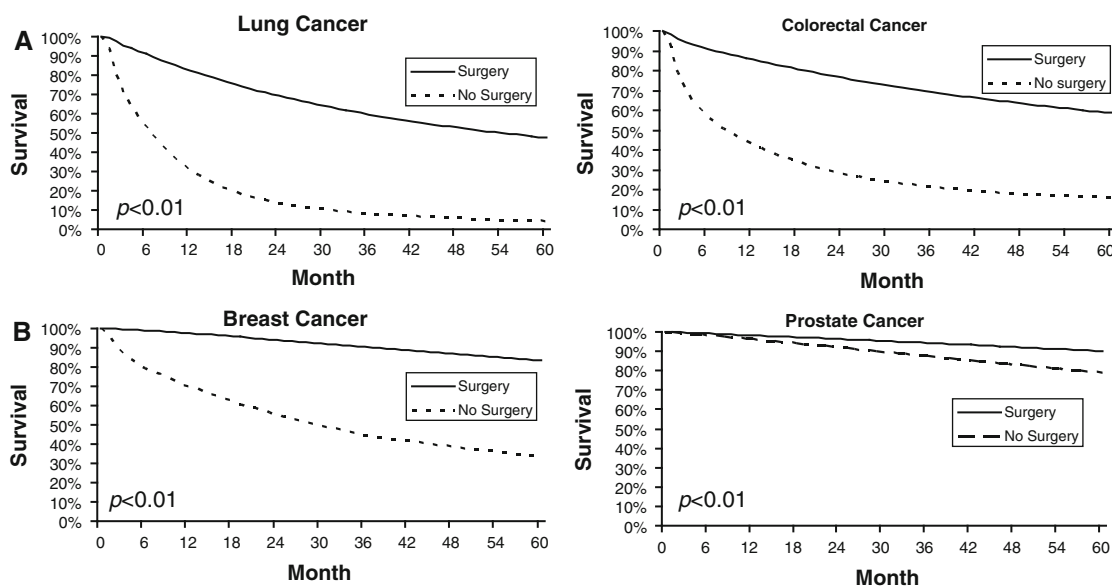 A
Lung Cancer
100%
90%
80%
70%
60%
50%
40%
30%
20%
10%
0%
Survival
Surgery
No Surgery
p<0.01
0 6 12 18 24 30 36 42 48 54 60
Month
Colorectal Cancer
100%
90%
80%
70%
60%
50%
40%
30%
20%
10%
0%
Survival
Surgery
No surgery
p<0.01
0 6 12 18 24 30 36 42 48 54 60
Month
B
Breast Cancer
100%
90%
80%
70%
60%
50%
40%
30%
20%
10%
0%
Survival
Surgery
No Surgery
p<0.01
0 6 12 18 24 30 36 42 48 54 60
Month
Prostate Cancer
100%
90%
80%
70%
60%
50%
40%
30%
20%
10%
0%
Survival
Surgery
No Surgery
p<0.01
0 6 12 18 24 30 36 42 48 54 60
Month